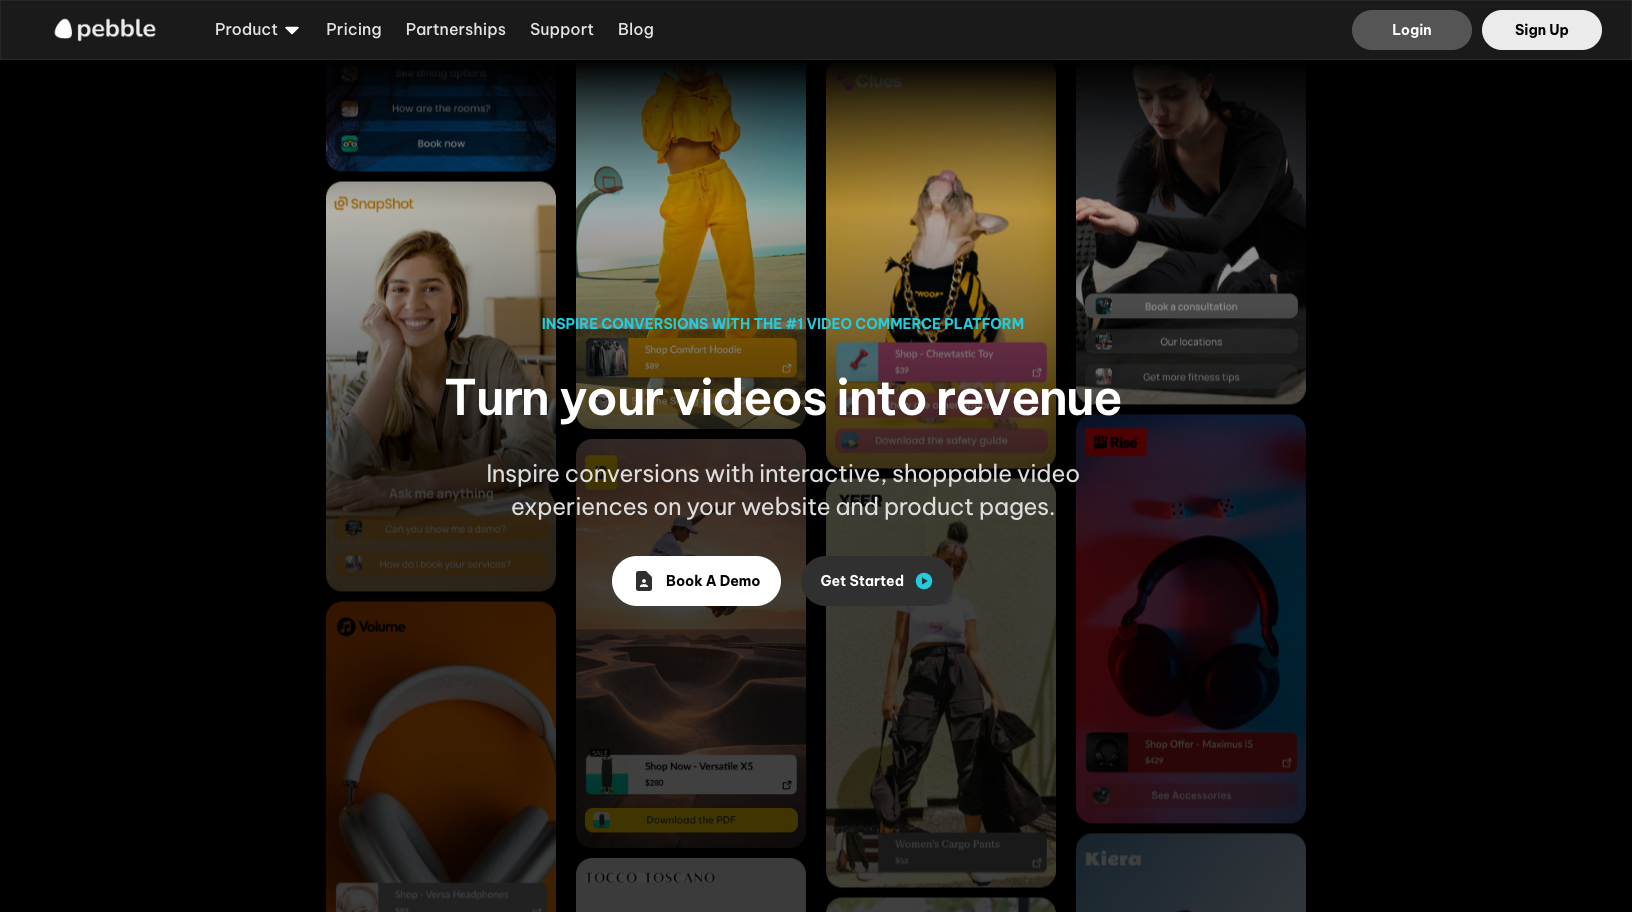 pebble
Product
Pricing
Partnerships
Support
Blog
Login
Sign Up
See dining options
How are the rooms?
Book now
SnapShot
Ask me anything
Can you show me a demo?
How do I book your services?
Volume
Shop - Versa Headphones
Shop Comfort Hoodie
$89
SALE
Shop Now - Versatile X5
$280
Download the PDF
TOCCO TOSCANO
Clues
"WOOF"
Shop - Chewtastic Toy
$39
Download the safety guide
Women's Cargo Pants
Book a consultation
Our locations
Get more fitness tips
Rise
Shop Offer - Maximus i5
$429
See Accessories
Kiera
INSPIRE CONVERSIONS WITH THE #1 VIDEO COMMERCE PLATFORM
Turn your videos into revenue
Inspire conversions with interactive, shoppable video
experiences on your website and product pages.
Book A Demo
Get Started